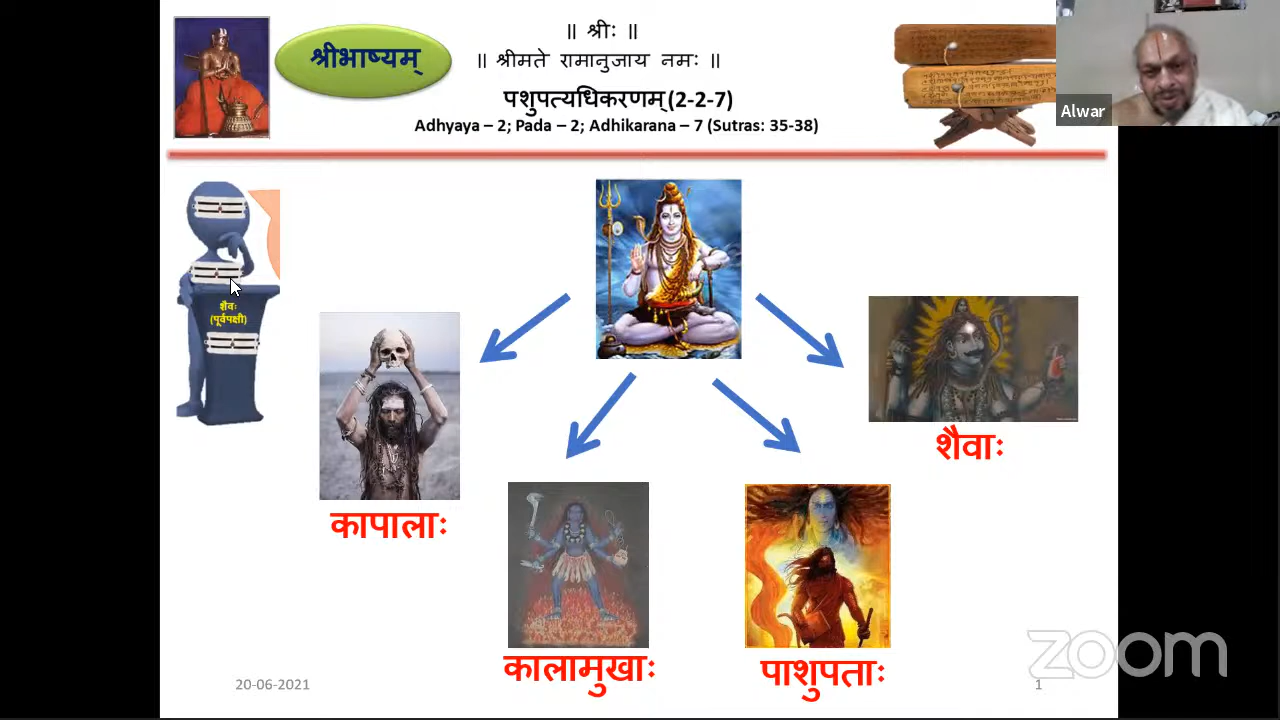 ॥ श्रीः ॥
श्रीभाष्यम्
॥ श्रीमते रामानुजाय नमः ॥
पशुपत्यधिकरणम् (2-2-7)
Adhyaya – 2; Pada – 2; Adhikarana – 7 (Sutras: 35-38)
Alwar
शैवः
(पूर्वपक्षी)
शैवाः
कापालाः
कालामुखाः
पाशुपताः
20-06-2021
1
zoom